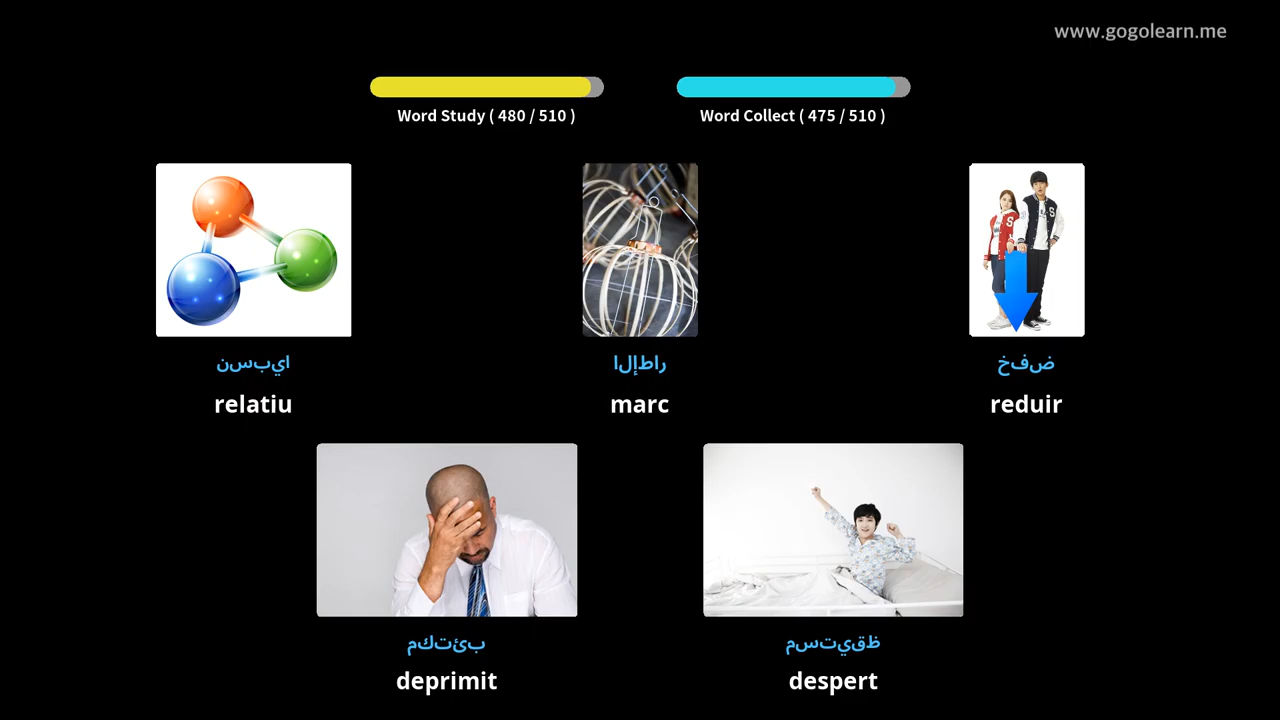 www.gogolearn.me
Word Study ( 480 / 510 )
Word Collect ( 475 / 510 )
نسبيا
الإطار
خفض
relatiu
marc
reduir
مكتئب
مستيقظ
deprimit
despert